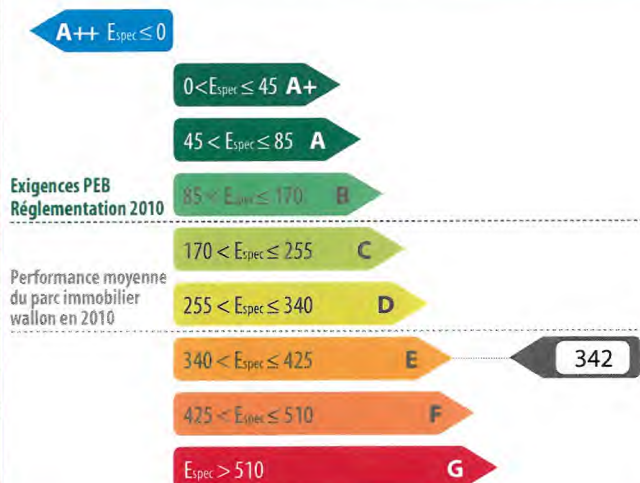 A++ Espec ≤ 0
0 < Espec ≤ 45 A+
45 < Espec ≤ 85 A
Exigences PEB
Réglementation 2010
85 < Espec ≤ 170 B
170 < Espec ≤ 255 C
Performance moyenne
du parc immobilier
wallon en 2010
255 < Espec ≤ 340 D
340 < Espec ≤ 425 E
342
425 < Espec ≤ 510 F
Espec > 510 G